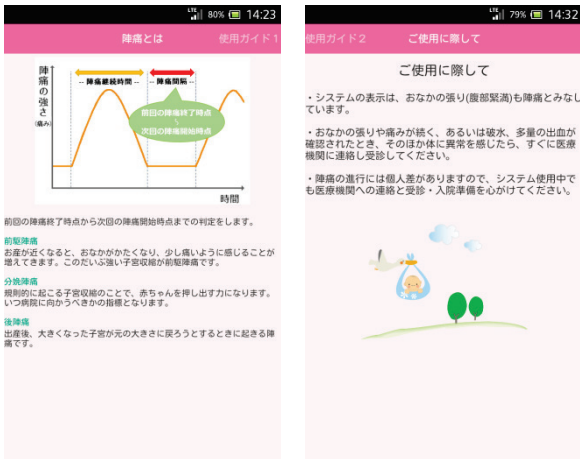 LTE 80% 14:23
陣痛とは 使用ガイド1
陣痛の強さ
(痛み)
-- 陣痛継続時間 --
-- 陣痛間隔 --
前回の陣痛終了時点
～
次回の陣痛開始時点
時間
前回の陣痛終了時点から次回の陣痛開始時点までの判定をします。
前駆陣痛
お産が近くなると、おなかがかたくなり、少し痛いように感じることが
増えてきます。このだいぶ強い子宮収縮が前駆陣痛です。
分娩陣痛
規則的に起こる子宮収縮のことで、赤ちゃんを押し出す力になります。
いつ病院に向かうべきかの指標となります。
後陣痛
出産後、大きくなった子宮が元の大きさに戻ろうとするときに起きる陣
痛です。
LTE 79% 14:32
使用ガイド2 ご使用に際して
ご使用に際して
・システムの表示は、おなかの張り(腹部緊満)も陣痛とみなし
ています。
・おなかの張りや痛みが続く、あるいは破水、多量の出血が
確認されたとき、そのほか体に異常を感じたら、すぐに医療
機関に連絡し受診してください。
・陣痛の進行には個人差がありますので、システム使用中で
も医療機関への連絡と受診・入院準備を心がけてください。